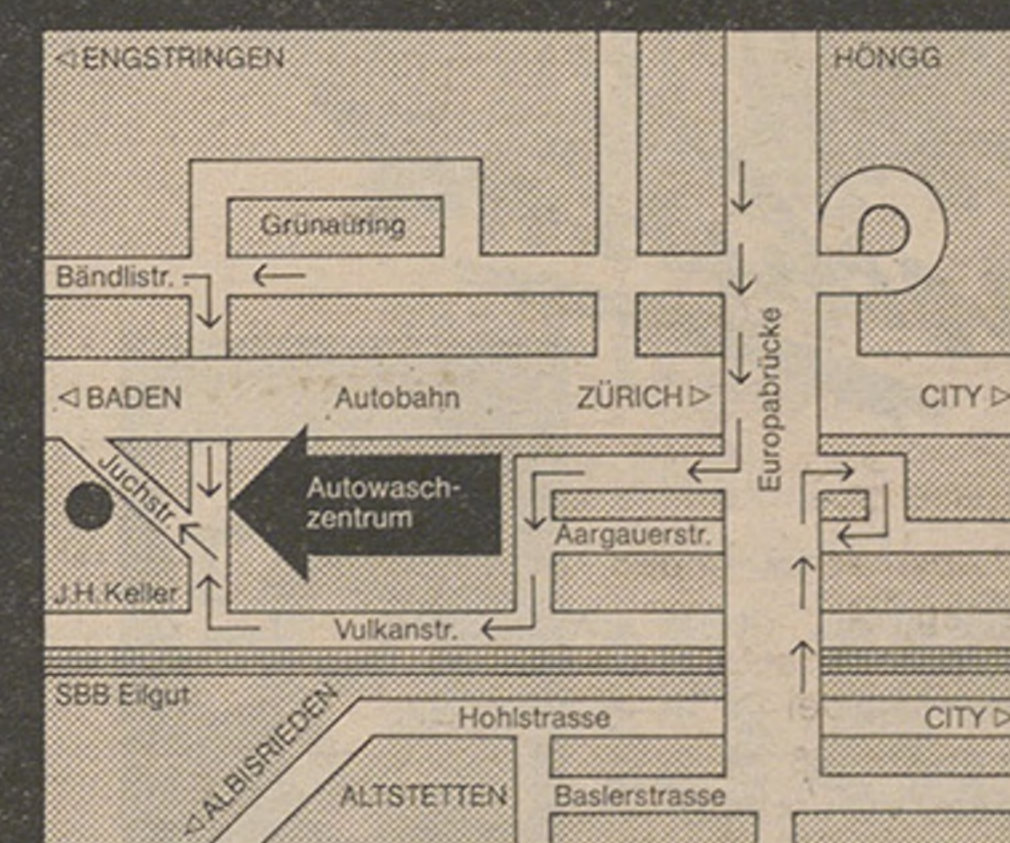 ENGSTRINGEN
HÖNGG
Grünauring
Bändlistr.
Europabrücke
BADEN
Autobahn
ZÜRICH
CITY
Juchstr.
Autowasch-
zentrum
Aargauerstr.
J.H. Keller
Vulkanstr.
SBB Eilgut
ALBISRIEDEN
Hohlstrasse
CITY
ALTSTETTEN
Baslerstrasse